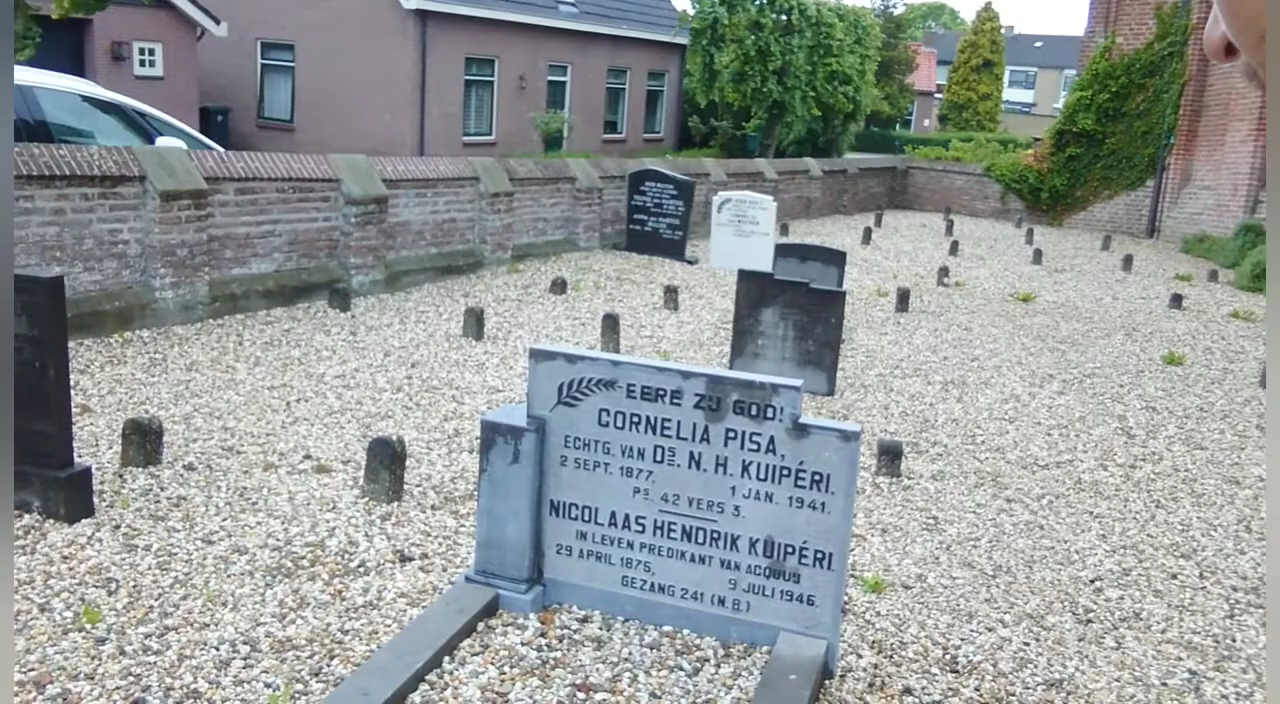 EERE ZIJ GOD!
CORNELIA PISA,
ECHTG. VAN DS. N. H. KUIPÉRI.
2 SEPT. 1877, 1 JAN. 1941.
PS. 42 VERS 3.
NICOLAAS HENDRIK KUIPÉRI.
IN LEVEN PREDIKANT VAN ACQUOY
29 APRIL 1875, 9 JULI 1946.
GEZANG 241 (N.B.)